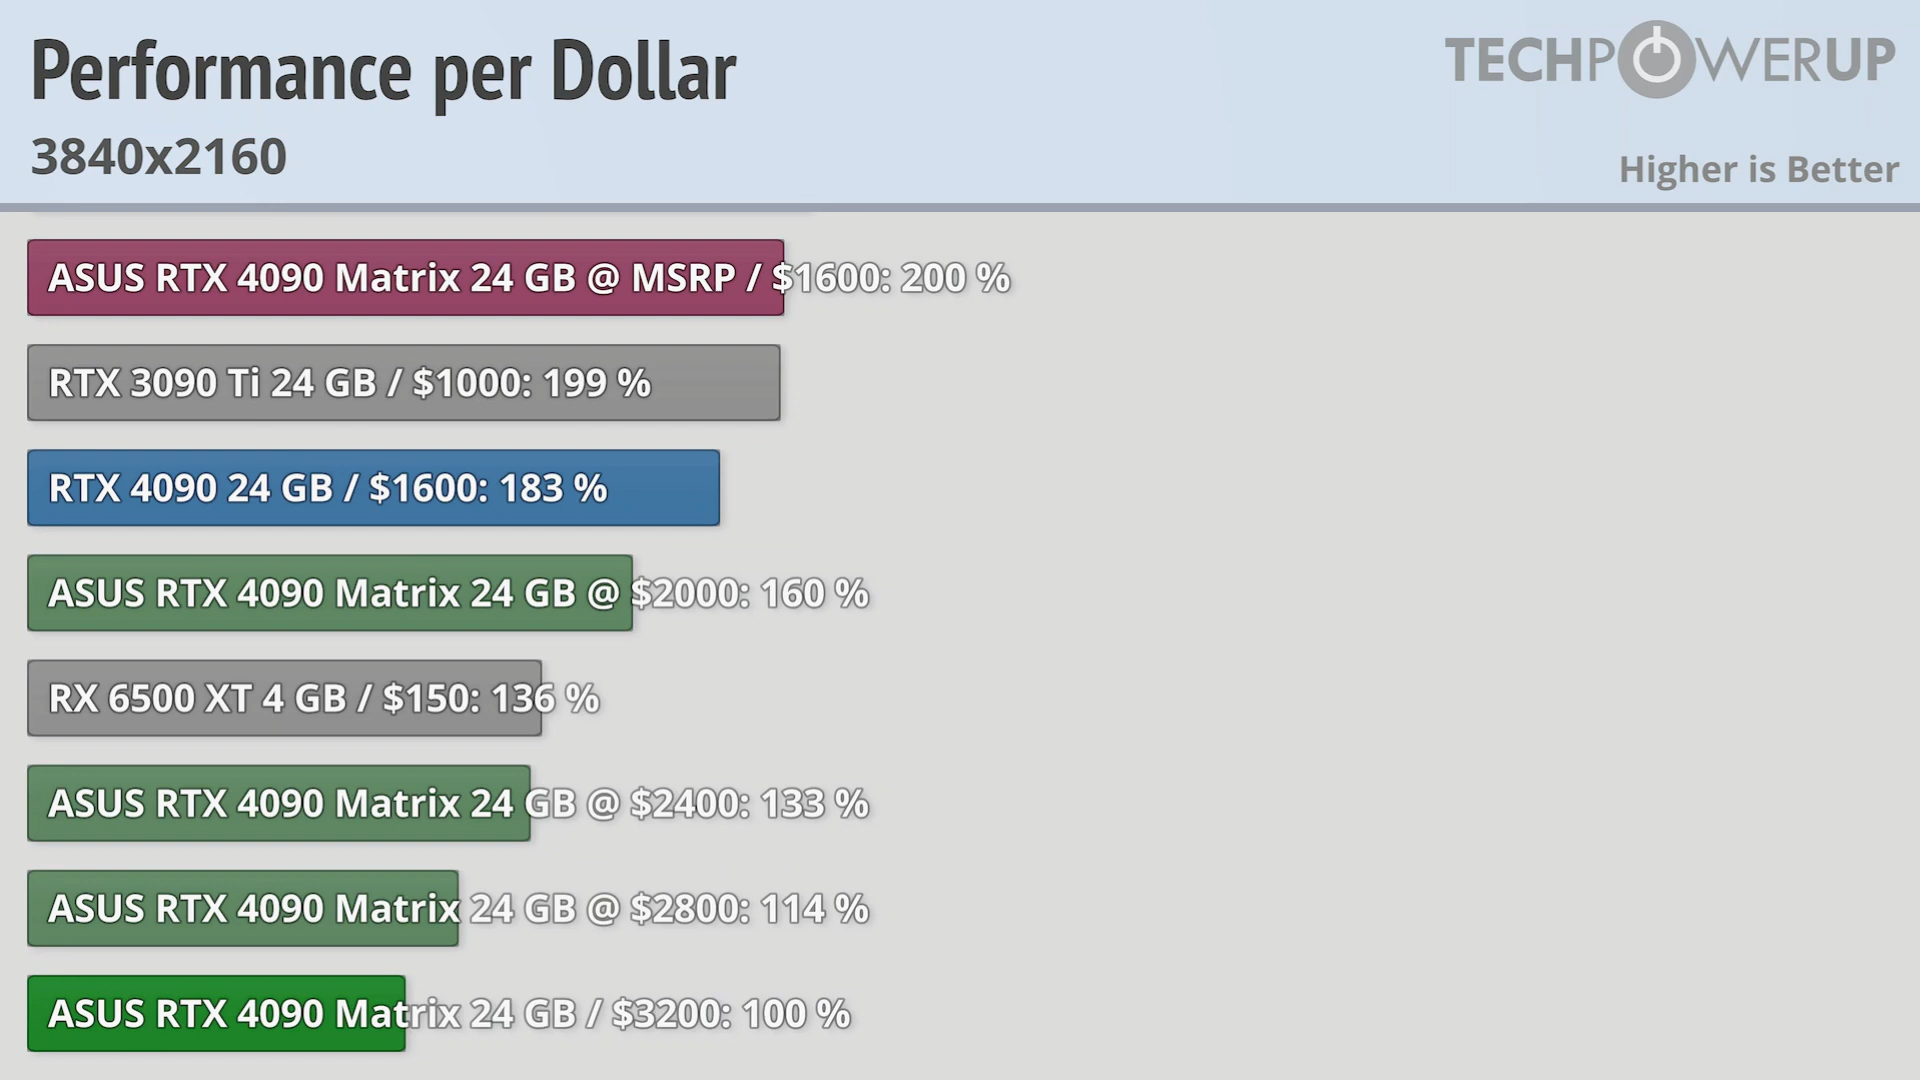 Performance per Dollar
TECHPOWERUP
3840x2160
Higher is Better
ASUS RTX 4090 Matrix 24 GB @ MSRP / $1600: 200 %
RTX 3090 Ti 24 GB / $1000: 199 %
RTX 4090 24 GB / $1600: 183 %
ASUS RTX 4090 Matrix 24 GB @ $2000: 160 %
RX 6500 XT 4 GB / $150: 136 %
ASUS RTX 4090 Matrix 24 GB @ $2400: 133 %
ASUS RTX 4090 Matrix 24 GB @ $2800: 114 %
ASUS RTX 4090 Matrix 24 GB / $3200: 100 %